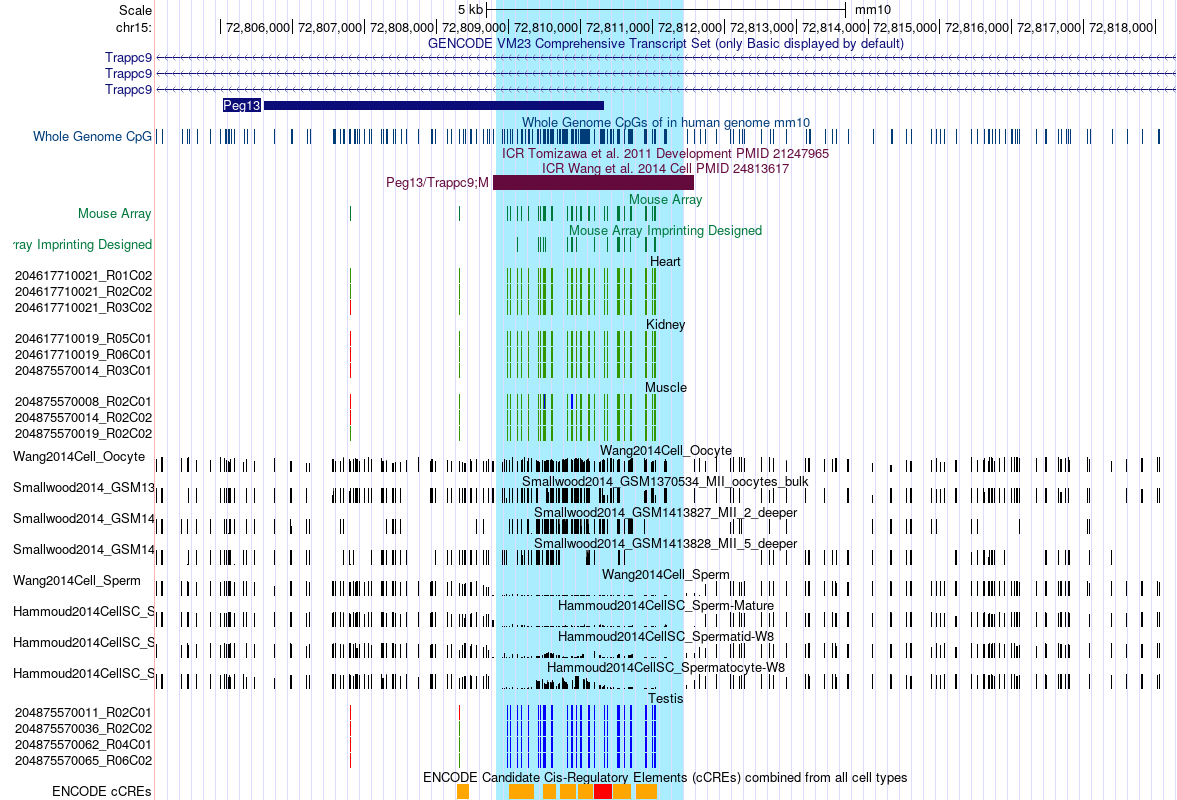 Scale 5 kb mm10
chr15: 72,806,000 72,807,000 72,808,000 72,809,000 72,810,000 72,811,000 72,812,000 72,813,000 72,814,000 72,815,000 72,816,000 72,817,000 72,818,000
GENCODE VM23 Comprehensive Transcript Set (only Basic displayed by default)
Trappc9
Trappc9
Trappc9
Peg13
Whole Genome CpGs of in human genome mm10
Whole Genome CpG
ICR Tomizawa et al. 2011 Development PMID 21247965
ICR Wang et al. 2014 Cell PMID 24813617
Peg13/Trappc9;M
Mouse Array
Mouse Array
Mouse Array Imprinting Designed
rray Imprinting Designed
Heart
204617710021_R01C02
204617710021_R02C02
204617710021_R03C02
Kidney
204617710019_R05C01
204617710019_R06C01
204875570014_R03C01
Muscle
204875570008_R02C01
204875570014_R02C02
204875570019_R02C02
Wang2014Cell_Oocyte
Wang2014Cell_Oocyte
Smallwood2014_GSM1370534_MII_oocytes_bulk
Smallwood2014_GSM13
Smallwood2014_GSM1413827_MII_2_deeper
Smallwood2014_GSM14
Smallwood2014_GSM1413828_MII_5_deeper
Smallwood2014_GSM14
Wang2014Cell_Sperm
Wang2014Cell_Sperm
Hammoud2014CellSC_Sperm-Mature
Hammoud2014CellSC_S
Hammoud2014CellSC_Spermatid-W8
Hammoud2014CellSC_S
Hammoud2014CellSC_Spermatocyte-W8
Hammoud2014CellSC_S
Testis
204875570011_R02C01
204875570036_R02C02
204875570062_R04C01
204875570065_R06C02
ENCODE Candidate Cis-Regulatory Elements (cCREs) combined from all cell types
ENCODE cCREs